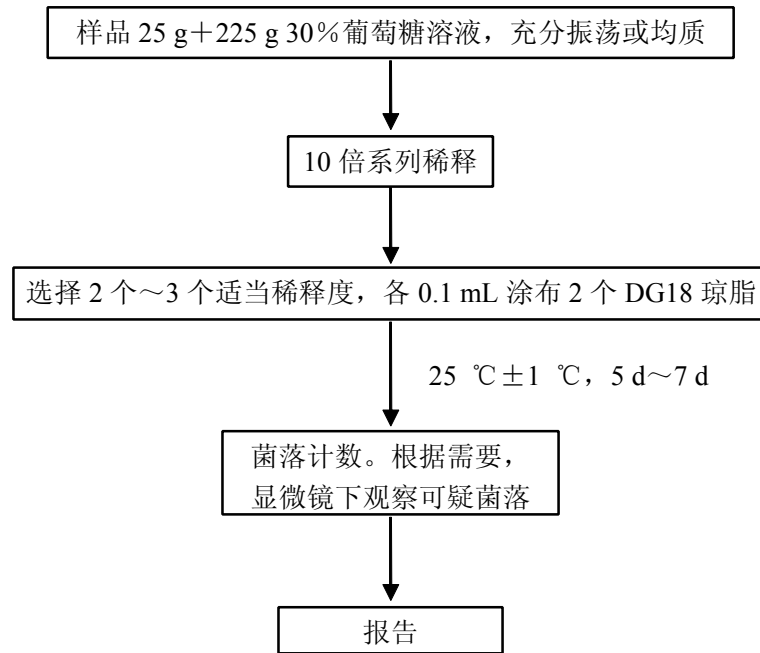 样品 25 g＋225 g 30％葡萄糖溶液，充分振荡或均质
10 倍系列稀释
选择 2 个～3 个适当稀释度，各 0.1 mL 涂布 2 个 DG18 琼脂
25 ℃±1 ℃，5 d～7 d
菌落计数。根据需要，
显微镜下观察可疑菌落
报告